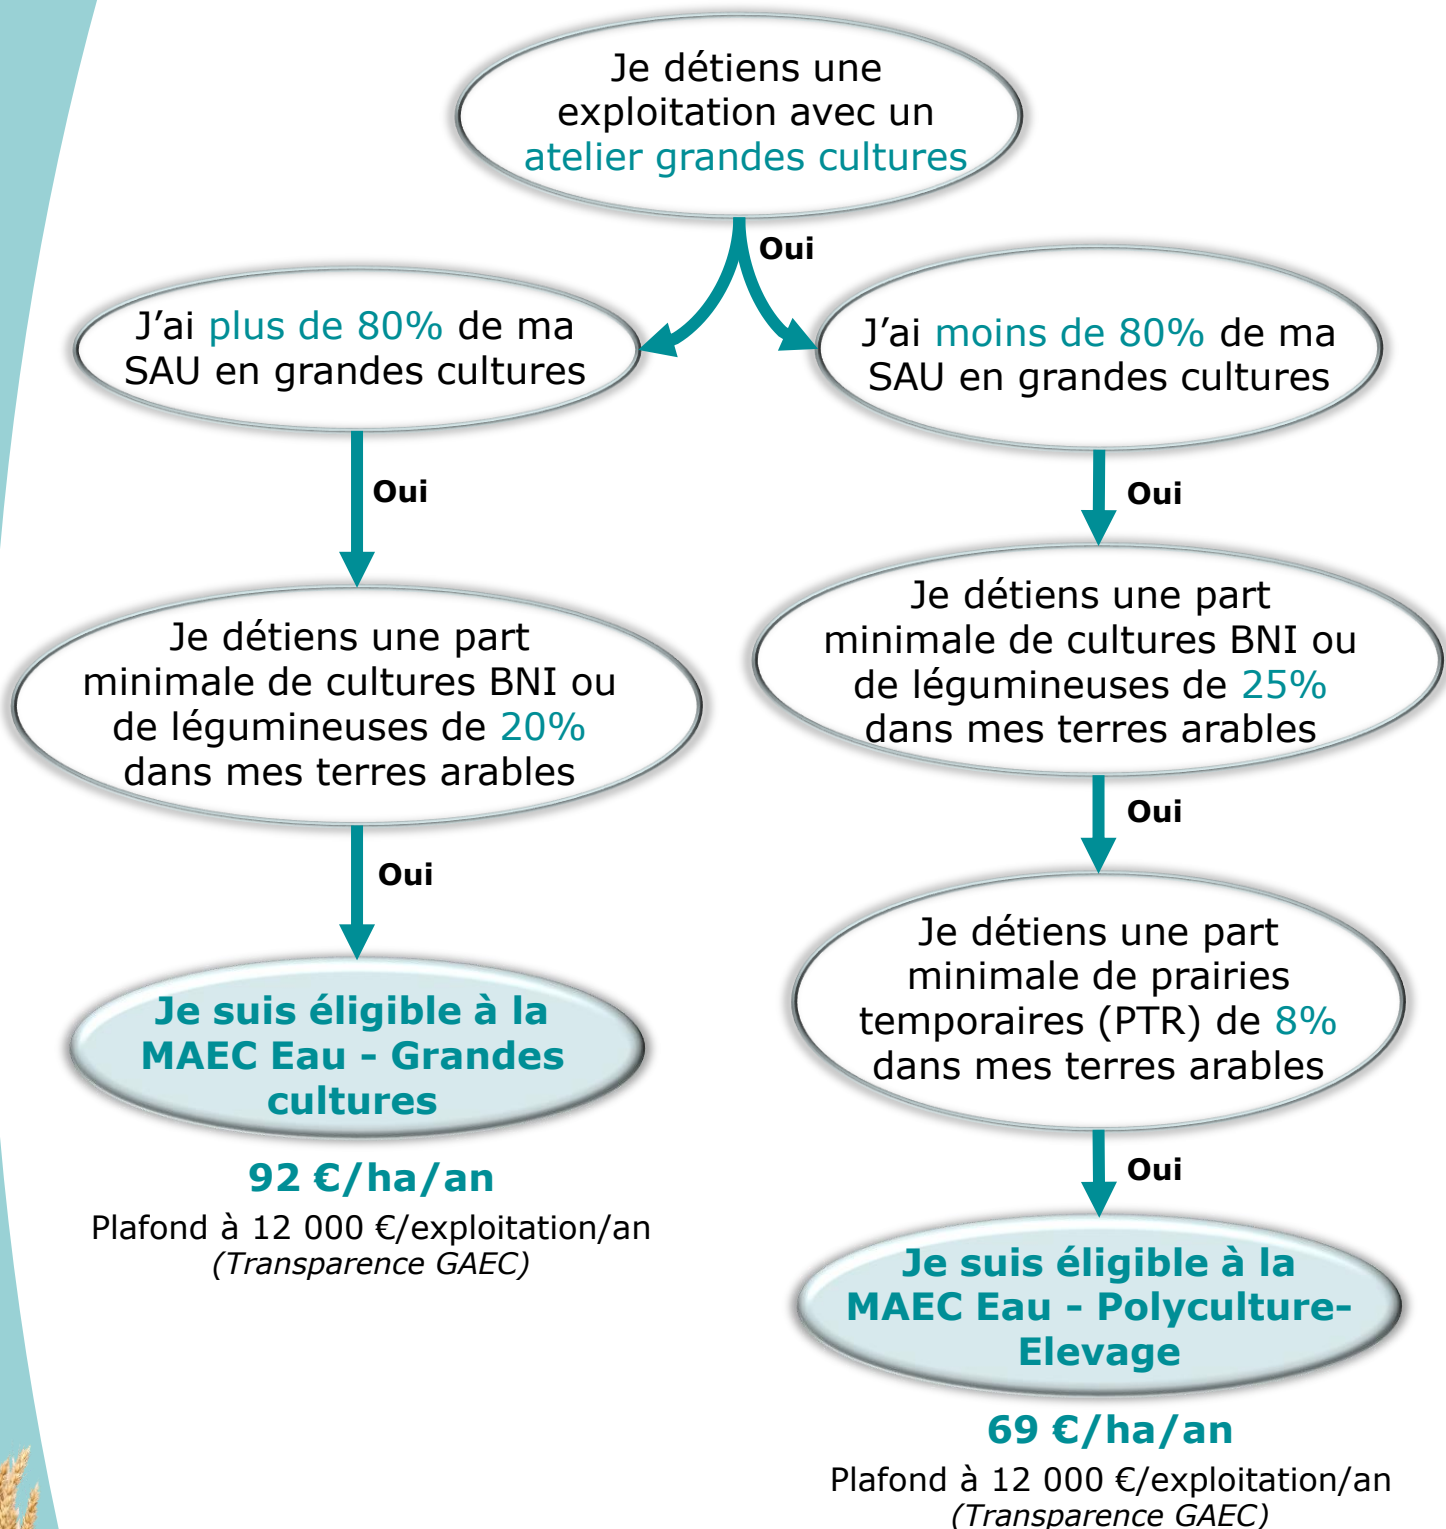 Je détiens une
exploitation avec un
atelier grandes cultures
Oui
J’ai plus de 80% de ma
SAU en grandes cultures
J’ai moins de 80% de ma
SAU en grandes cultures
Oui
Oui
Je détiens une part
minimale de cultures BNI ou
de légumineuses de 20%
dans mes terres arables
Je détiens une part
minimale de cultures BNI ou
de légumineuses de 25%
dans mes terres arables
Oui
Oui
Je suis éligible à la
MAEC Eau - Grandes
cultures
92 €/ha/an
Plafond à 12 000 €/exploitation/an
(Transparence GAEC)
Je détiens une part
minimale de prairies
temporaires (PTR) de 8%
dans mes terres arables
Oui
Je suis éligible à la
MAEC Eau - Polyculture-
Elevage
69 €/ha/an
Plafond à 12 000 €/exploitation/an
(Transparence GAEC)